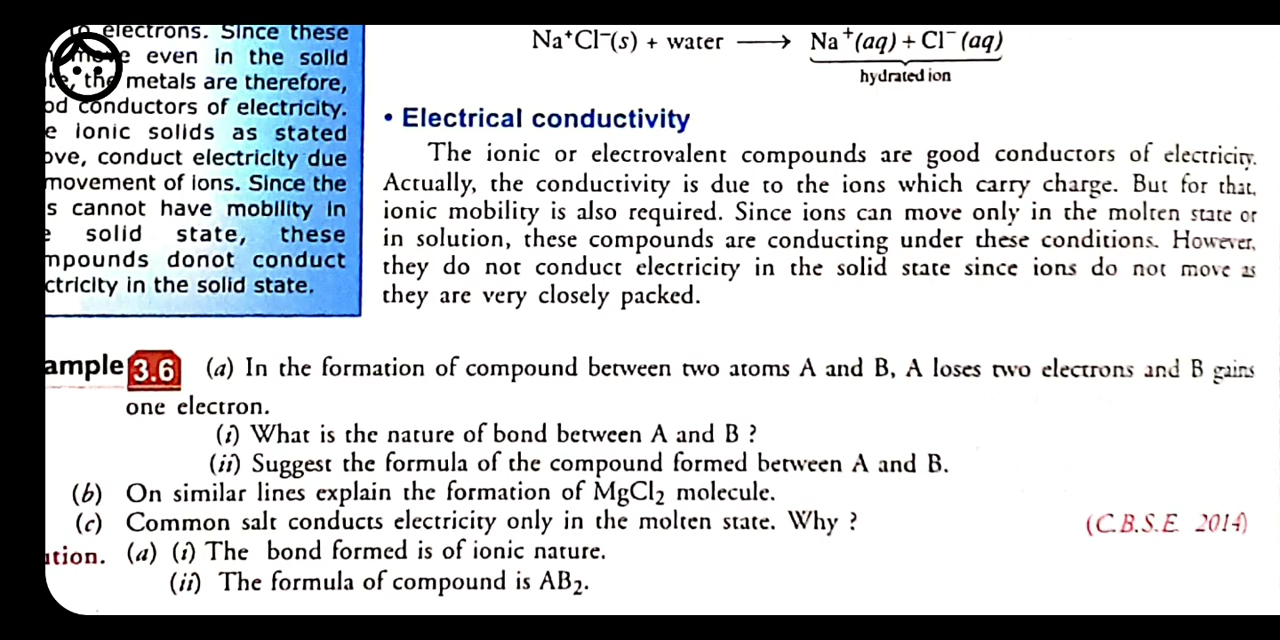 electrons. Since these
move even in the solid
the metals are therefore,
conductors of electricity.
ionic solids as stated
conduct electricity due
movement of ions. Since the
cannot have mobility in
solid state, these
donot conduct
in the solid state.
Na⁺Cl⁻(s) + water ⟶ Na⁺(aq) + Cl⁻(aq)
hydrated ion
• Electrical conductivity
The ionic or electrovalent compounds are good conductors of electricity.
Actually, the conductivity is due to the ions which carry charge. But for that,
ionic mobility is also required. Since ions can move only in the molten state or
in solution, these compounds are conducting under these conditions. However,
they do not conduct electricity in the solid state since ions do not move as
they are very closely packed.
ample 3.6 (a) In the formation of compound between two atoms A and B, A loses two electrons and B gains
one electron.
(i) What is the nature of bond between A and B ?
(ii) Suggest the formula of the compound formed between A and B.
(b) On similar lines explain the formation of MgCl₂ molecule.
(c) Common salt conducts electricity only in the molten state. Why ? (C.B.S.E. 2014)
tion. (a) (i) The bond formed is of ionic nature.
(ii) The formula of compound is AB₂.